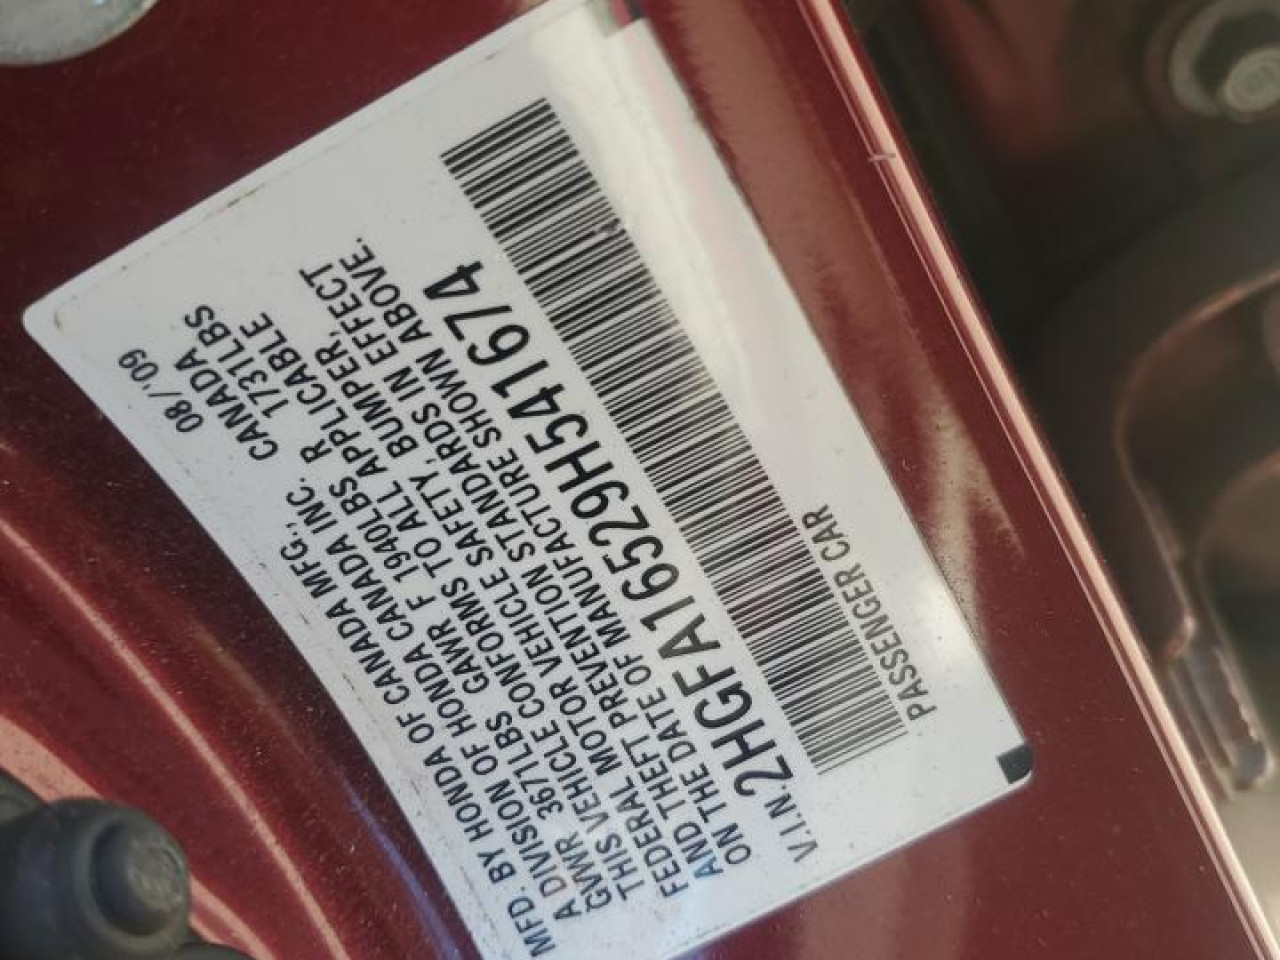 MFD. BY HONDA OF CANADA MFG., 08/'09
A DIVISION OF HONDA CANADA INC. CANADA
GVWR 3671LBS GAWR F 1940LBS R 1731LBS
THIS VEHICLE CONFORMS TO ALL APPLICABLE
FEDERAL MOTOR VEHICLE SAFETY, BUMPER,
AND THEFT PREVENTION STANDARDS IN EFFECT
ON THE DATE OF MANUFACTURE SHOWN ABOVE.
V.I.N. 2HGFA16529H541674
PASSENGER CAR